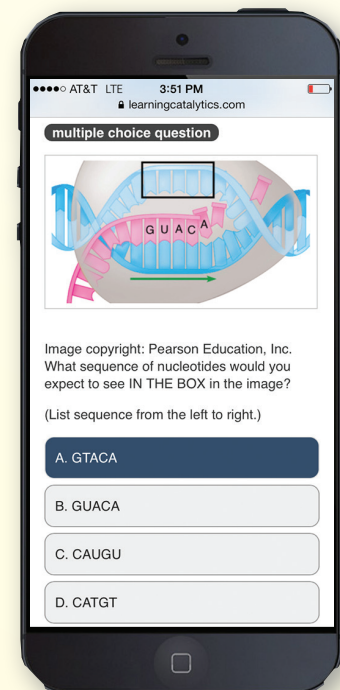 AT&T LTE 3:51 PM
learningcatalytics.com
multiple choice question
G U A C A
Image copyright: Pearson Education, Inc.
What sequence of nucleotides would you
expect to see IN THE BOX in the image?
(List sequence from the left to right.)
A. GTACA
B. GUACA
C. CAUGU
D. CATGT